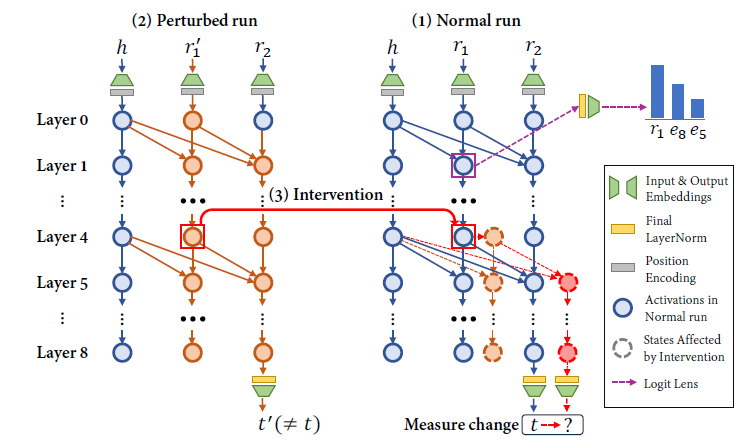 (2) Perturbed run
(1) Normal run
h r₁′ r₂
h r₁ r₂
Layer 0
r₁ e₈ e₅
Layer 1
(3) Intervention
Layer 4
Layer 5
Layer 8
t′(≠ t)
Measure change t ?
Input & Output
Embeddings
Final
LayerNorm
Position
Encoding
Activations in
Normal run
States Affected
by Intervention
Logit Lens